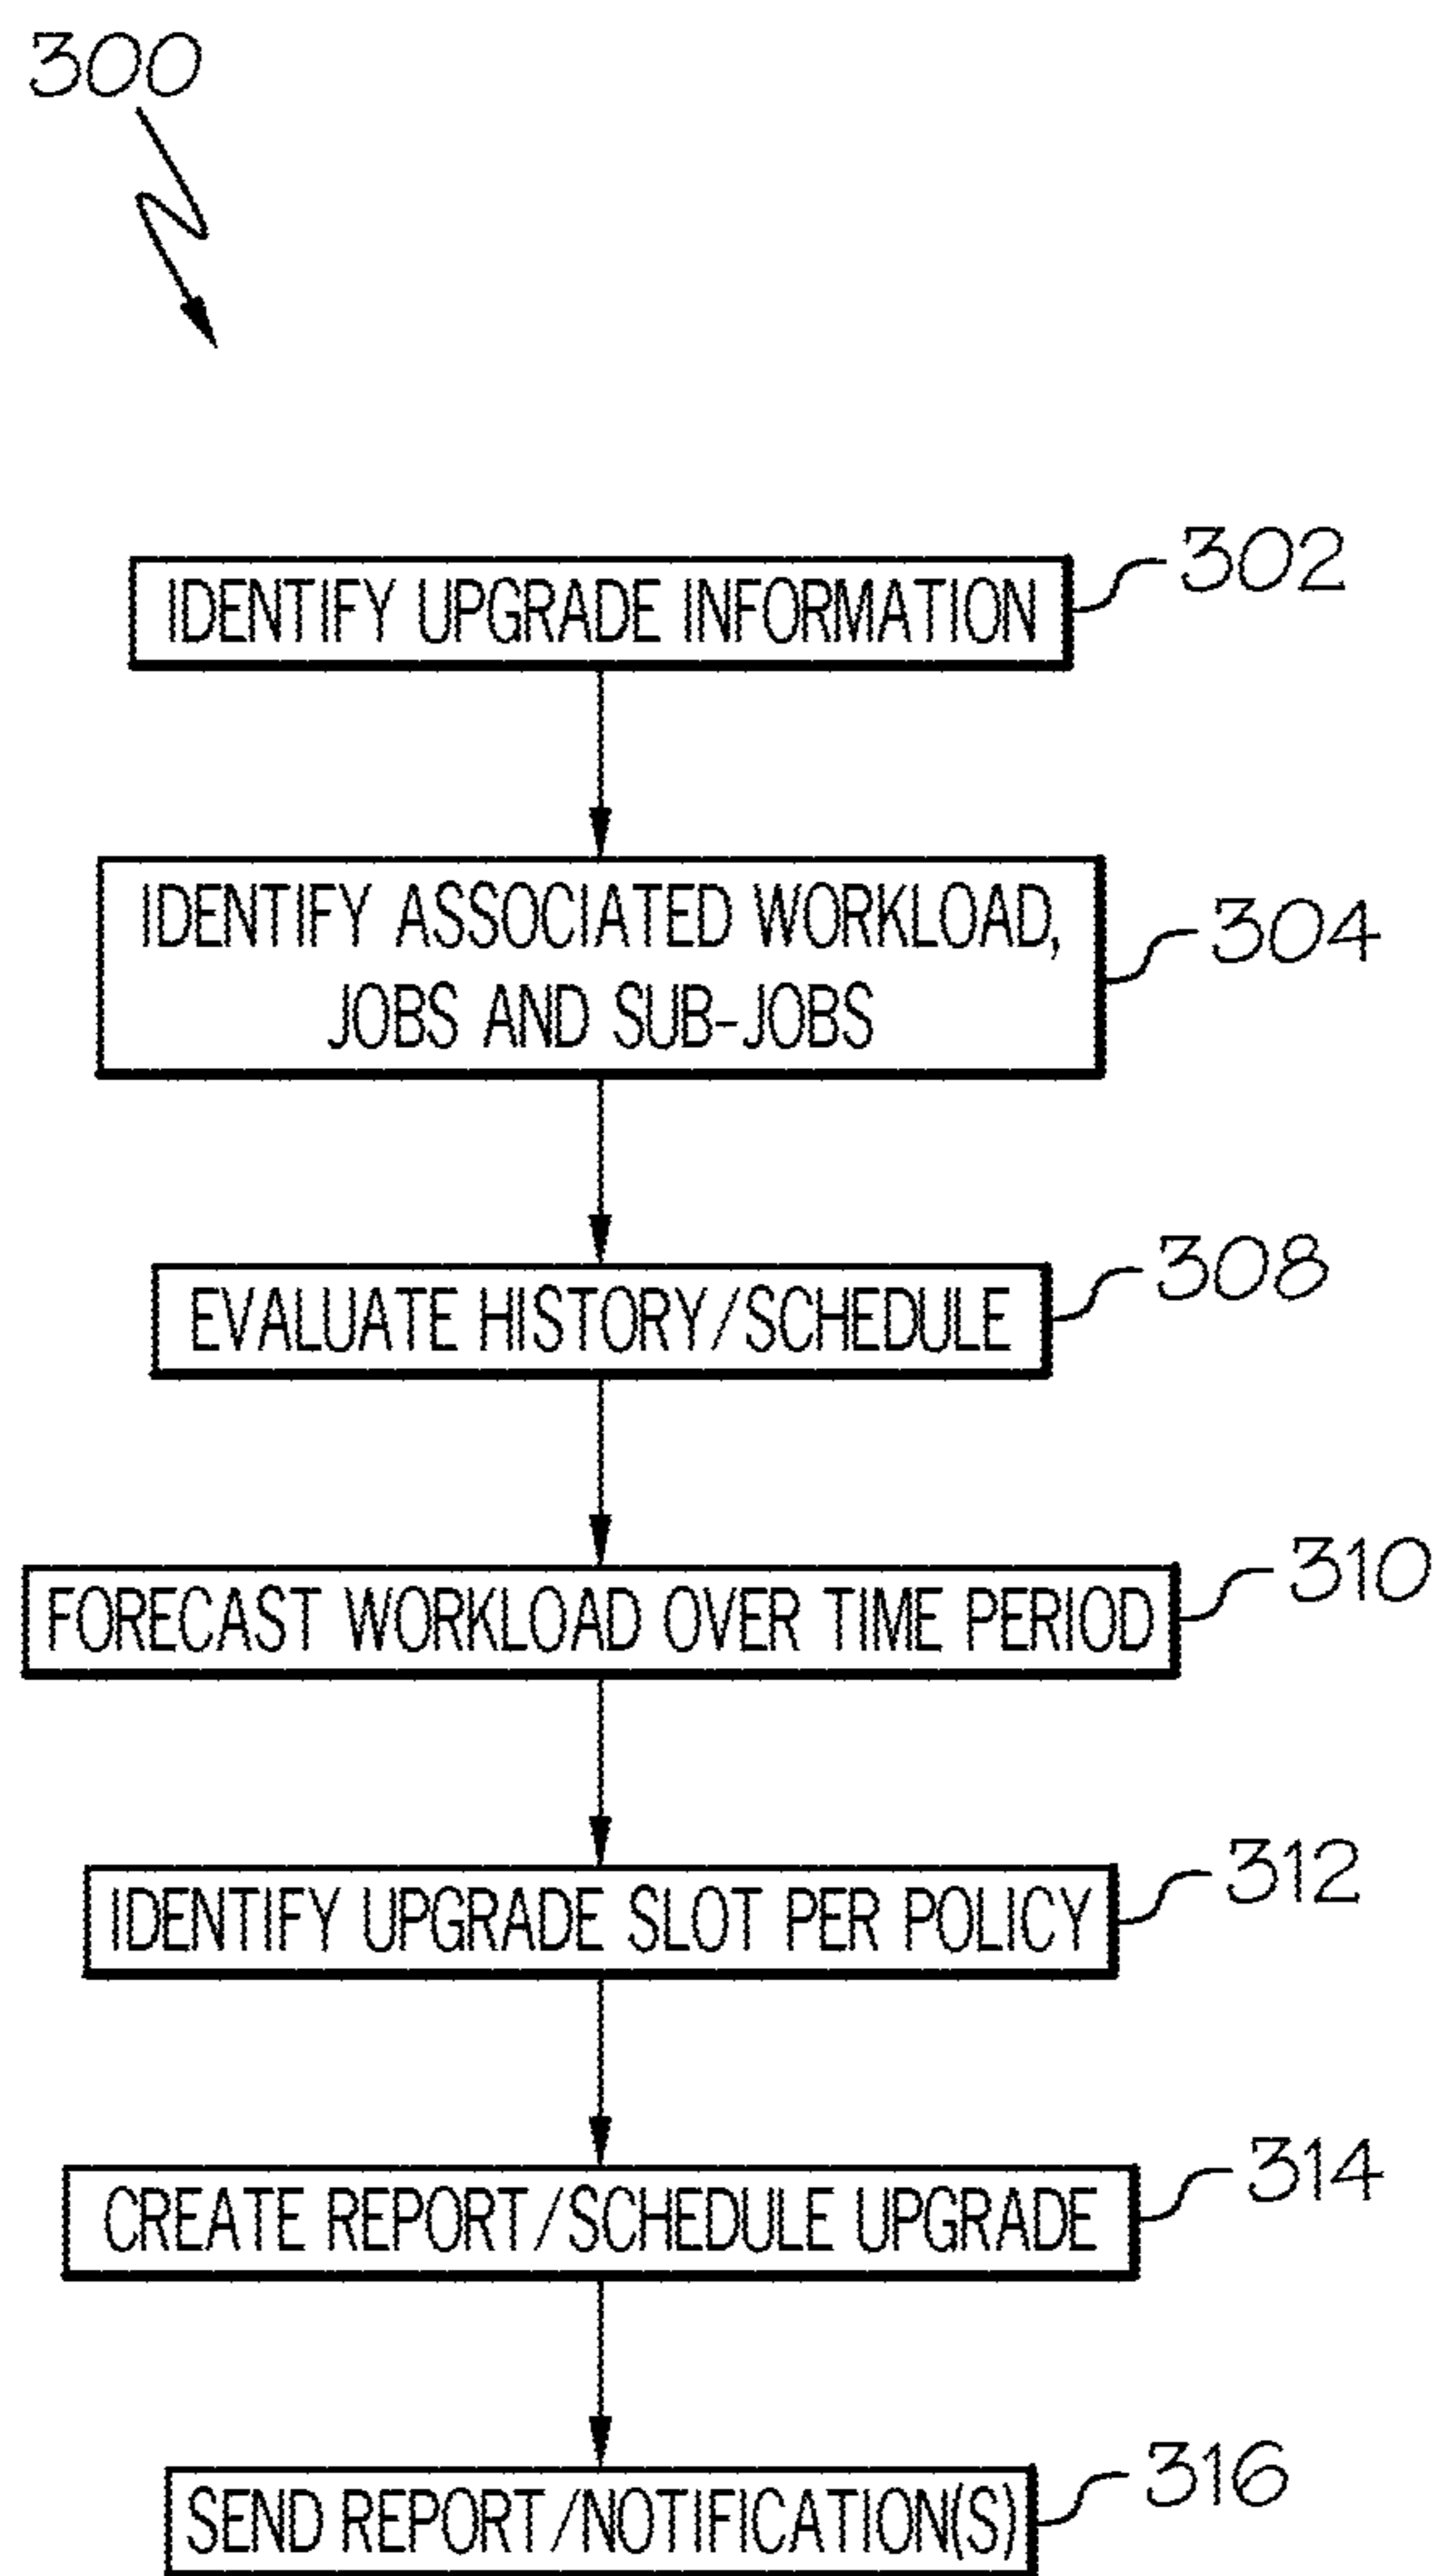 300
IDENTIFY UPGRADE INFORMATION
302
IDENTIFY ASSOCIATED WORKLOAD,
JOBS AND SUB-JOBS
304
EVALUATE HISTORY/SCHEDULE
308
FORECAST WORKLOAD OVER TIME PERIOD
310
IDENTIFY UPGRADE SLOT PER POLICY
312
CREATE REPORT/SCHEDULE UPGRADE
314
SEND REPORT/NOTIFICATION(S)
316